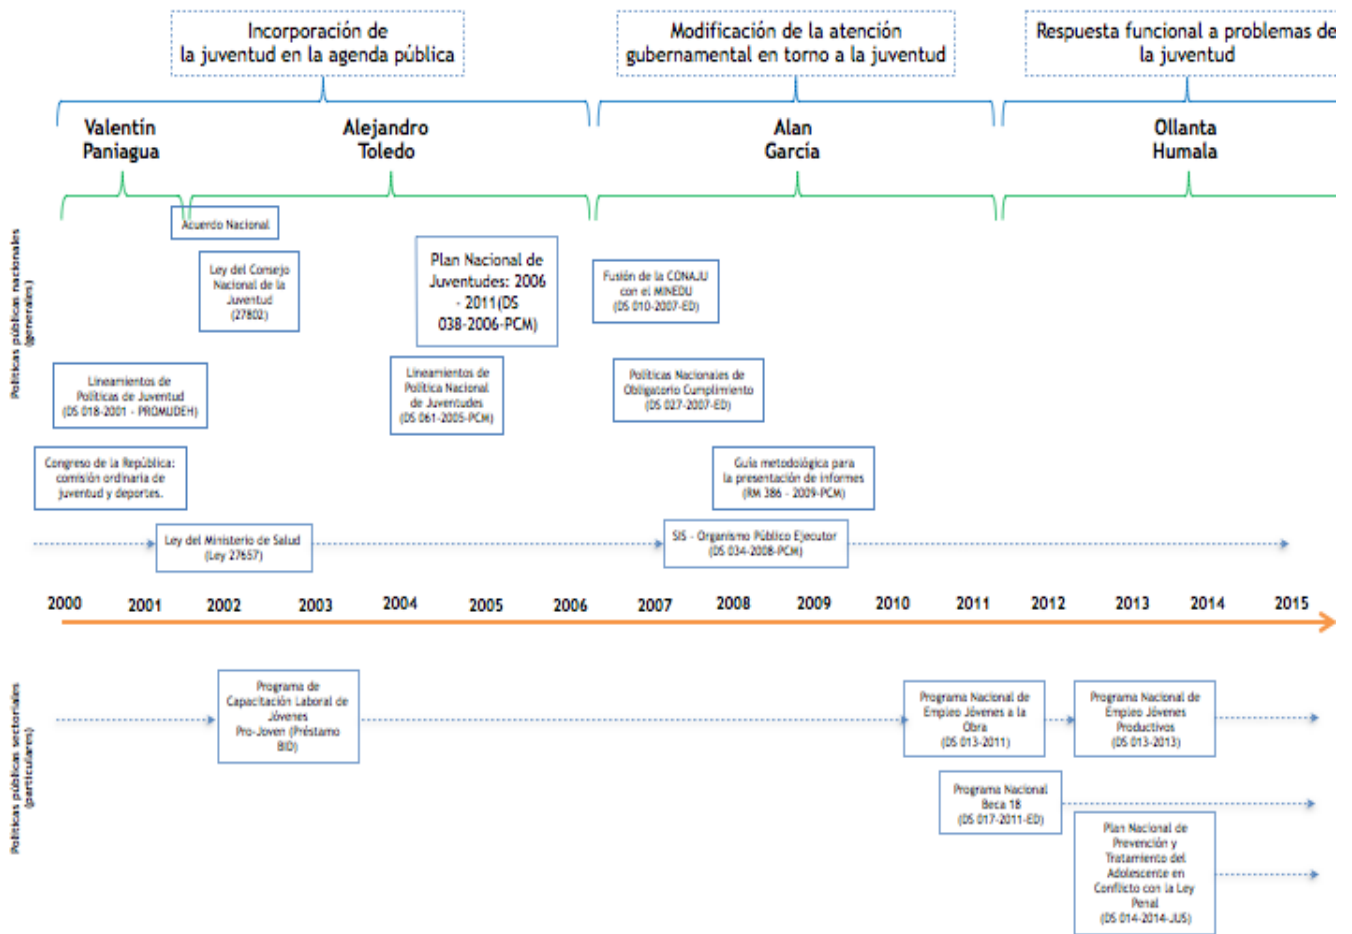 Incorporación de
la juventud en la agenda pública
Modificación de la atención
gubernamental en torno a la juventud
Respuesta funcional a problemas de
la juventud
Valentín
Paniagua
Alejandro
Toledo
Alan
García
Ollanta
Humala
Políticas públicas nacionales
(generales)
Acuerdo Nacional
Ley del Consejo
Nacional de la
Juventud
(27802)
Plan Nacional de
Juventudes: 2006
- 2011(DS
038-2006-PCM)
Fusión de la CONAJU
con el MINEDU
(DS 010-2007-ED)
Lineamientos de
Políticas de Juventud
(DS 018-2001 - PROMUDEH)
Lineamientos de
Política Nacional
de Juventudes
(DS 061-2005-PCM)
Políticas Nacionales de
Obligatorio Cumplimiento
(DS 027-2007-ED)
Congreso de la República:
comisión ordinaria de
juventud y deportes.
Guía metodológica para
la presentación de informes
(RM 386 - 2009-PCM)
Ley del Ministerio de Salud
(Ley 27657)
SIS - Organismo Público Ejecutor
(DS 034-2008-PCM)
2000 2001 2002 2003 2004 2005 2006 2007 2008 2009 2010 2011 2012 2013 2014 2015
Políticas públicas sectoriales
(particulares)
Programa de
Capacitación Laboral de
Jóvenes
Pro-Joven (Préstamo
BID)
Programa Nacional de
Empleo Jóvenes a la
Obra
(DS 013-2011)
Programa Nacional de
Empleo Jóvenes
Productivos
(DS 013-2013)
Programa Nacional
Beca 18
(DS 017-2011-ED)
Plan Nacional de
Prevención y
Tratamiento del
Adolescente en
Conflicto con la Ley
Penal
(DS 014-2014-JUS)